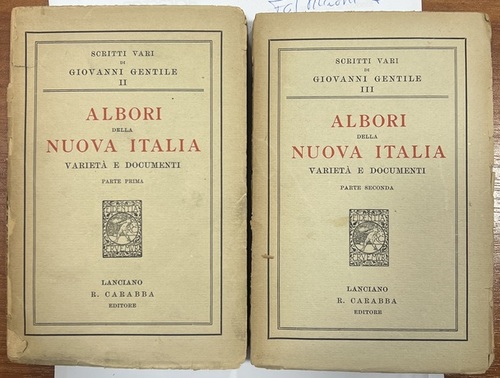 SCRITTI VARI
DI
GIOVANNI GENTILE
II
ALBORI
DELLA
NUOVA ITALIA
VARIETÀ E DOCUMENTI
PARTE PRIMA
LANCIANO
R. CARABBA
EDITORE
SCRITTI VARI
DI
GIOVANNI GENTILE
III
ALBORI
DELLA
NUOVA ITALIA
VARIETÀ E DOCUMENTI
PARTE SECONDA
LANCIANO
R. CARABBA
EDITORE